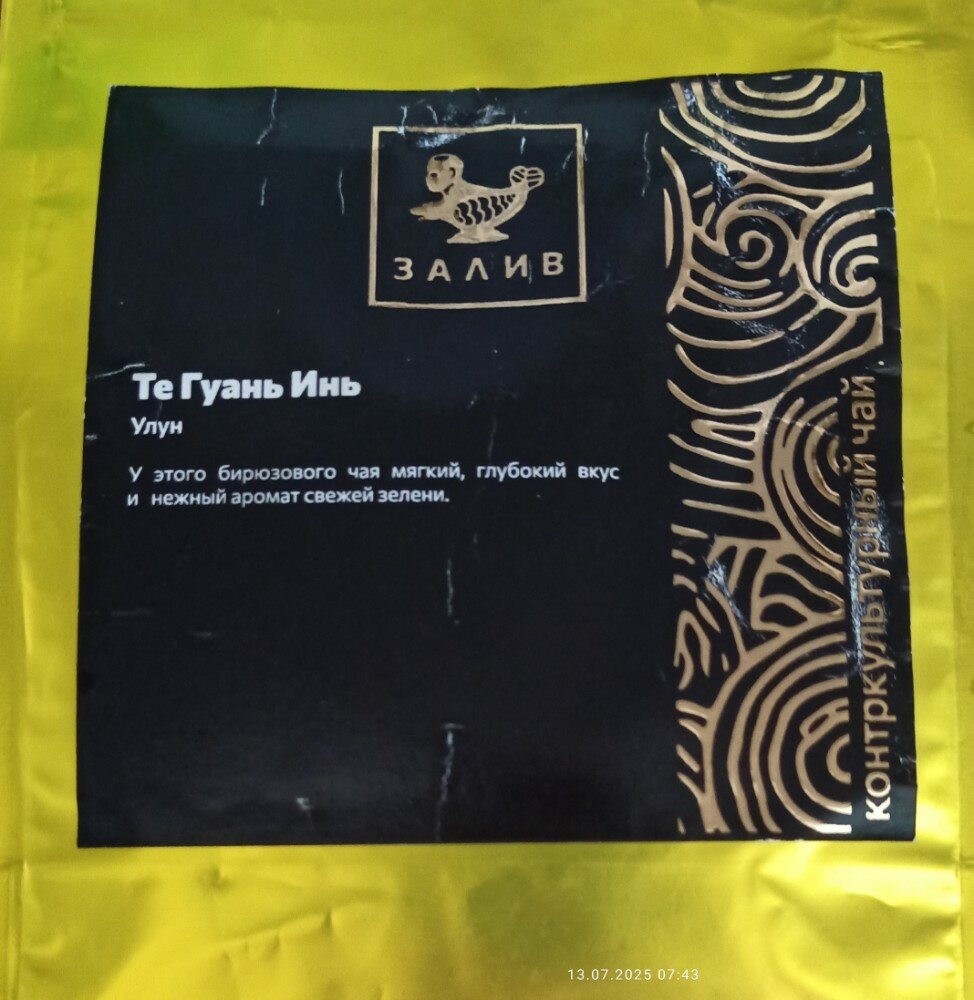 ЗАЛИВ
Те Гуань Инь
Улун
У этого бирюзового чая мягкий, глубокий вкус
и нежный аромат свежей зелени.
контркультурный чай
13.07.2025 07:43